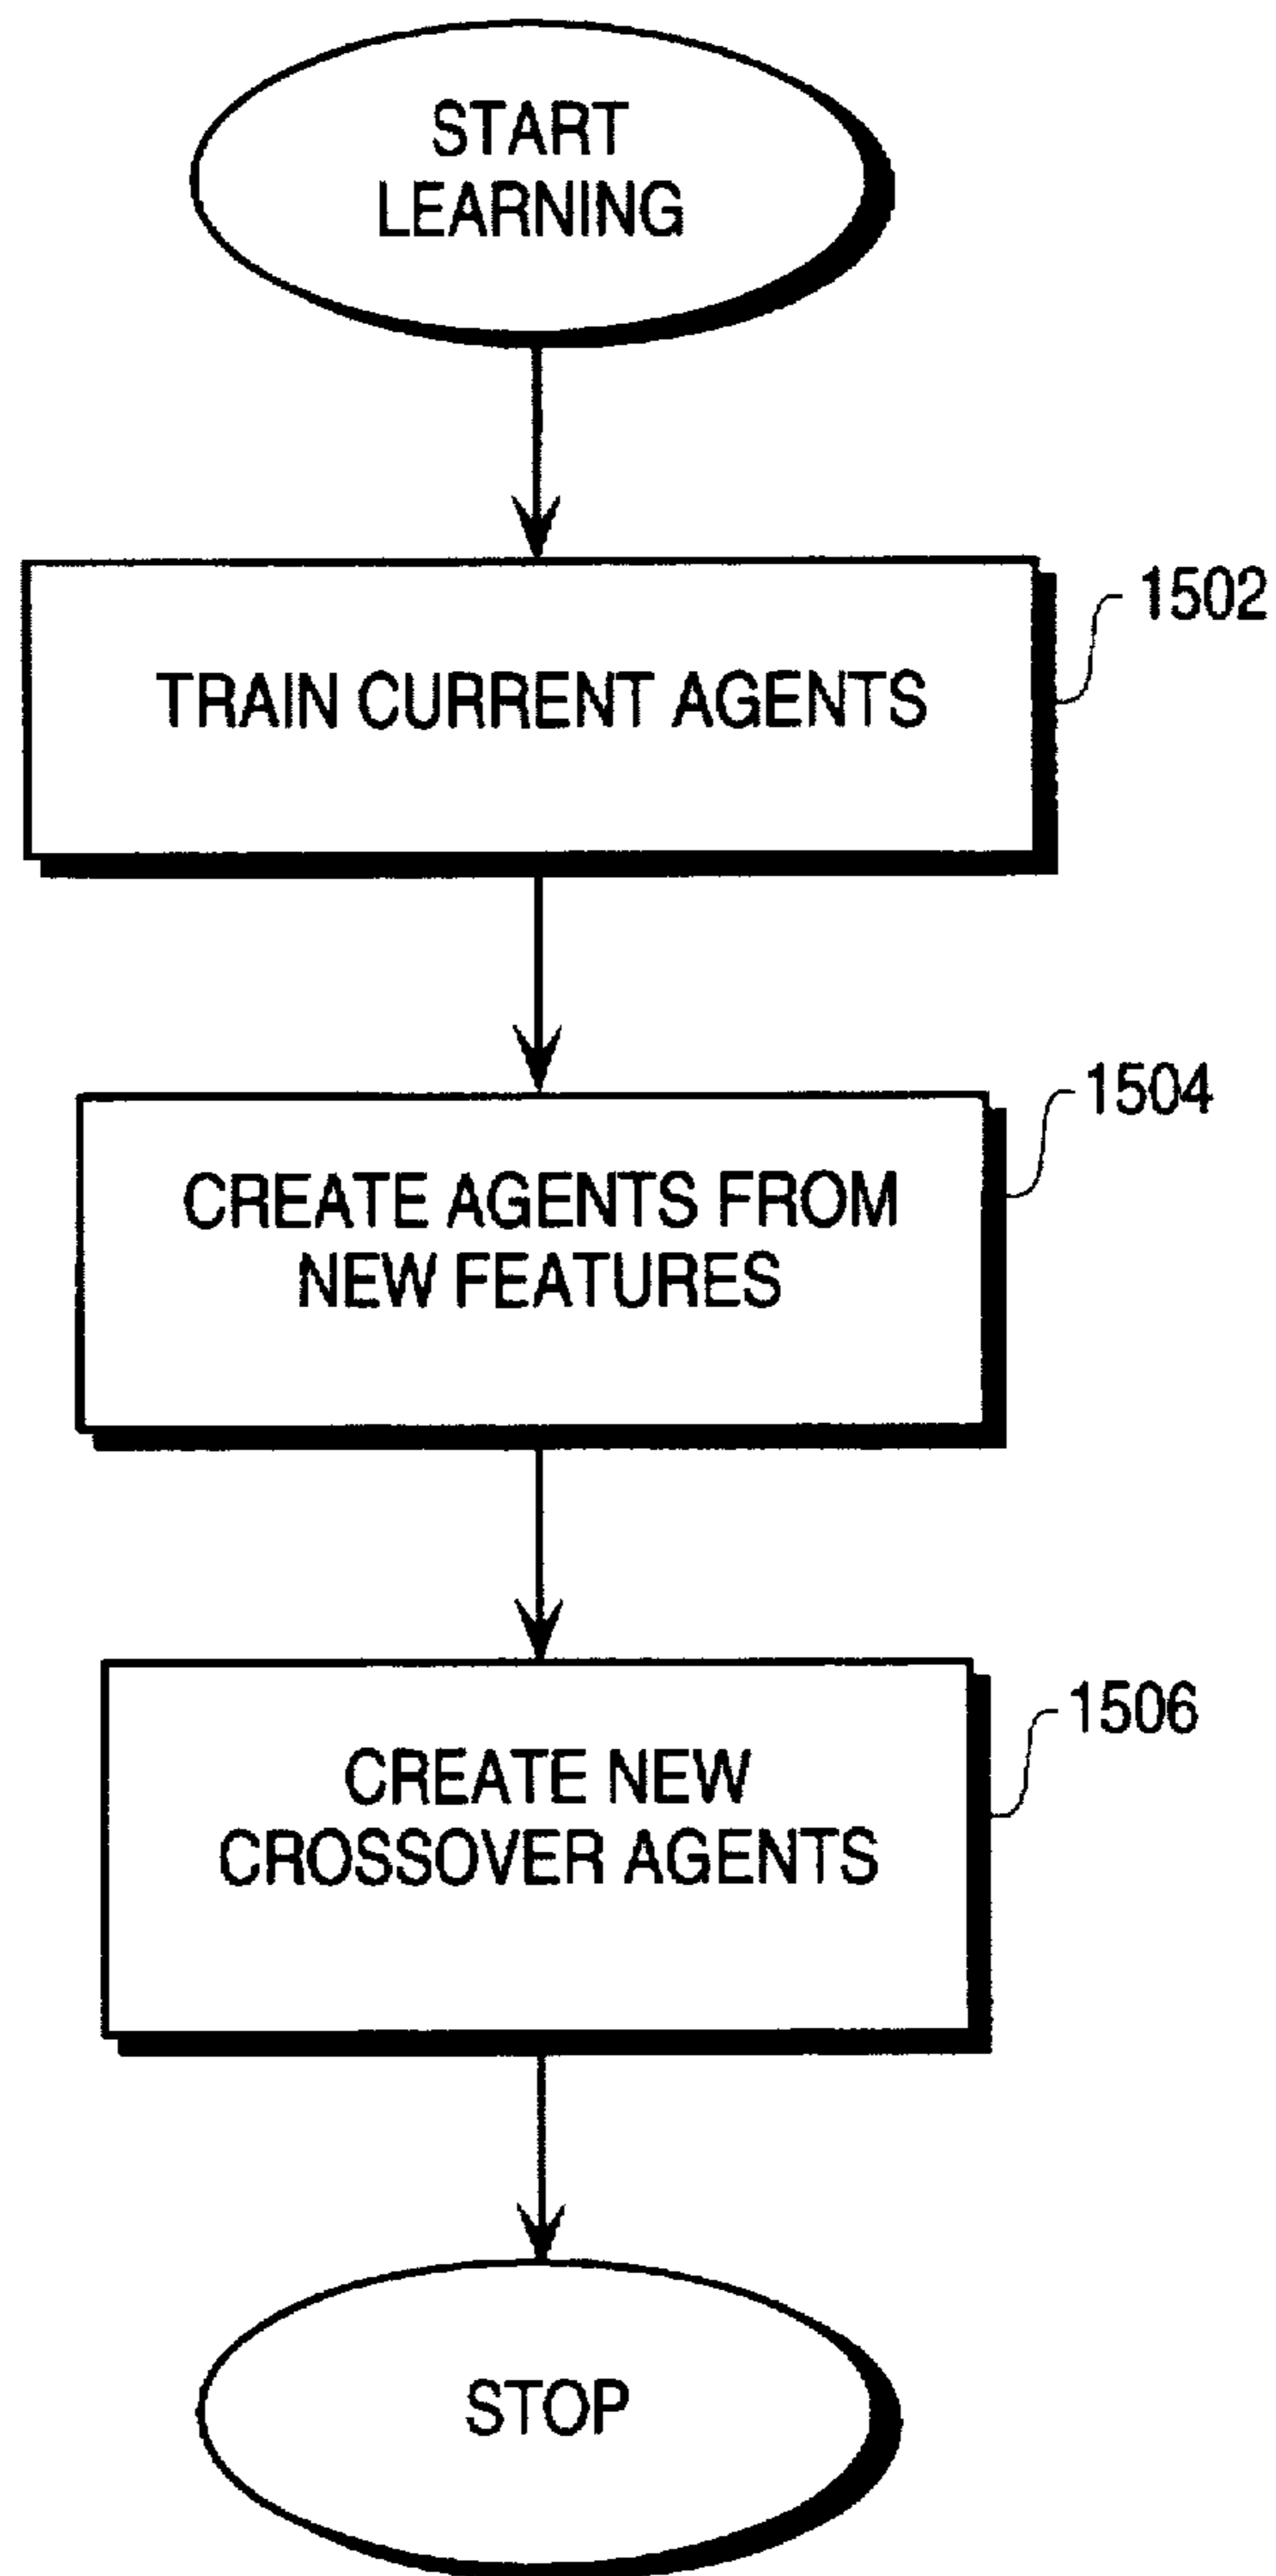 START
LEARNING
1502
TRAIN CURRENT AGENTS
1504
CREATE AGENTS FROM
NEW FEATURES
1506
CREATE NEW
CROSSOVER AGENTS
STOP